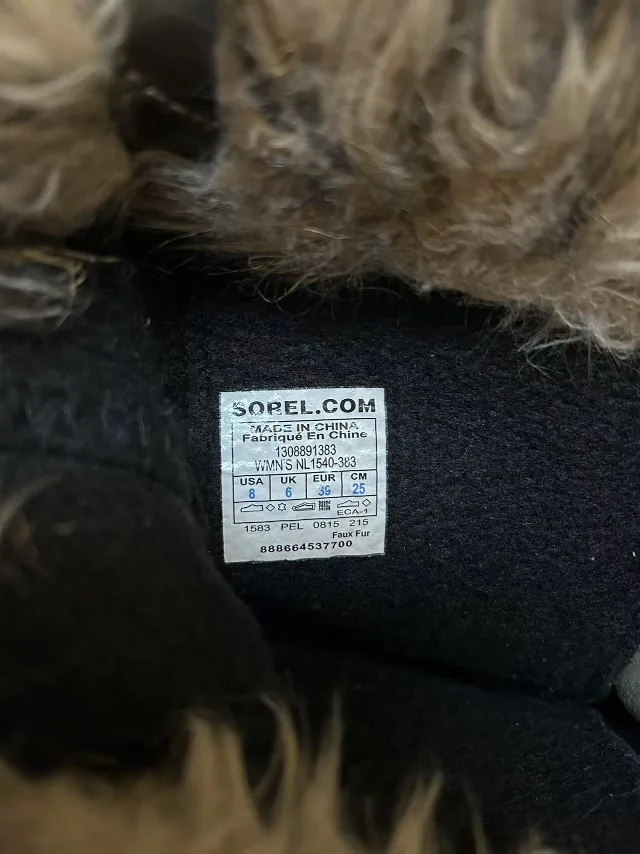 SOREL.COM
MADE IN CHINA
Fabriqué En Chine
1308891383
WMN'S NL1540-383
USA UK EUR CM
8 6 39 25
ECA-1
1583 PEL 0815 215
Faux Fur
888664537700